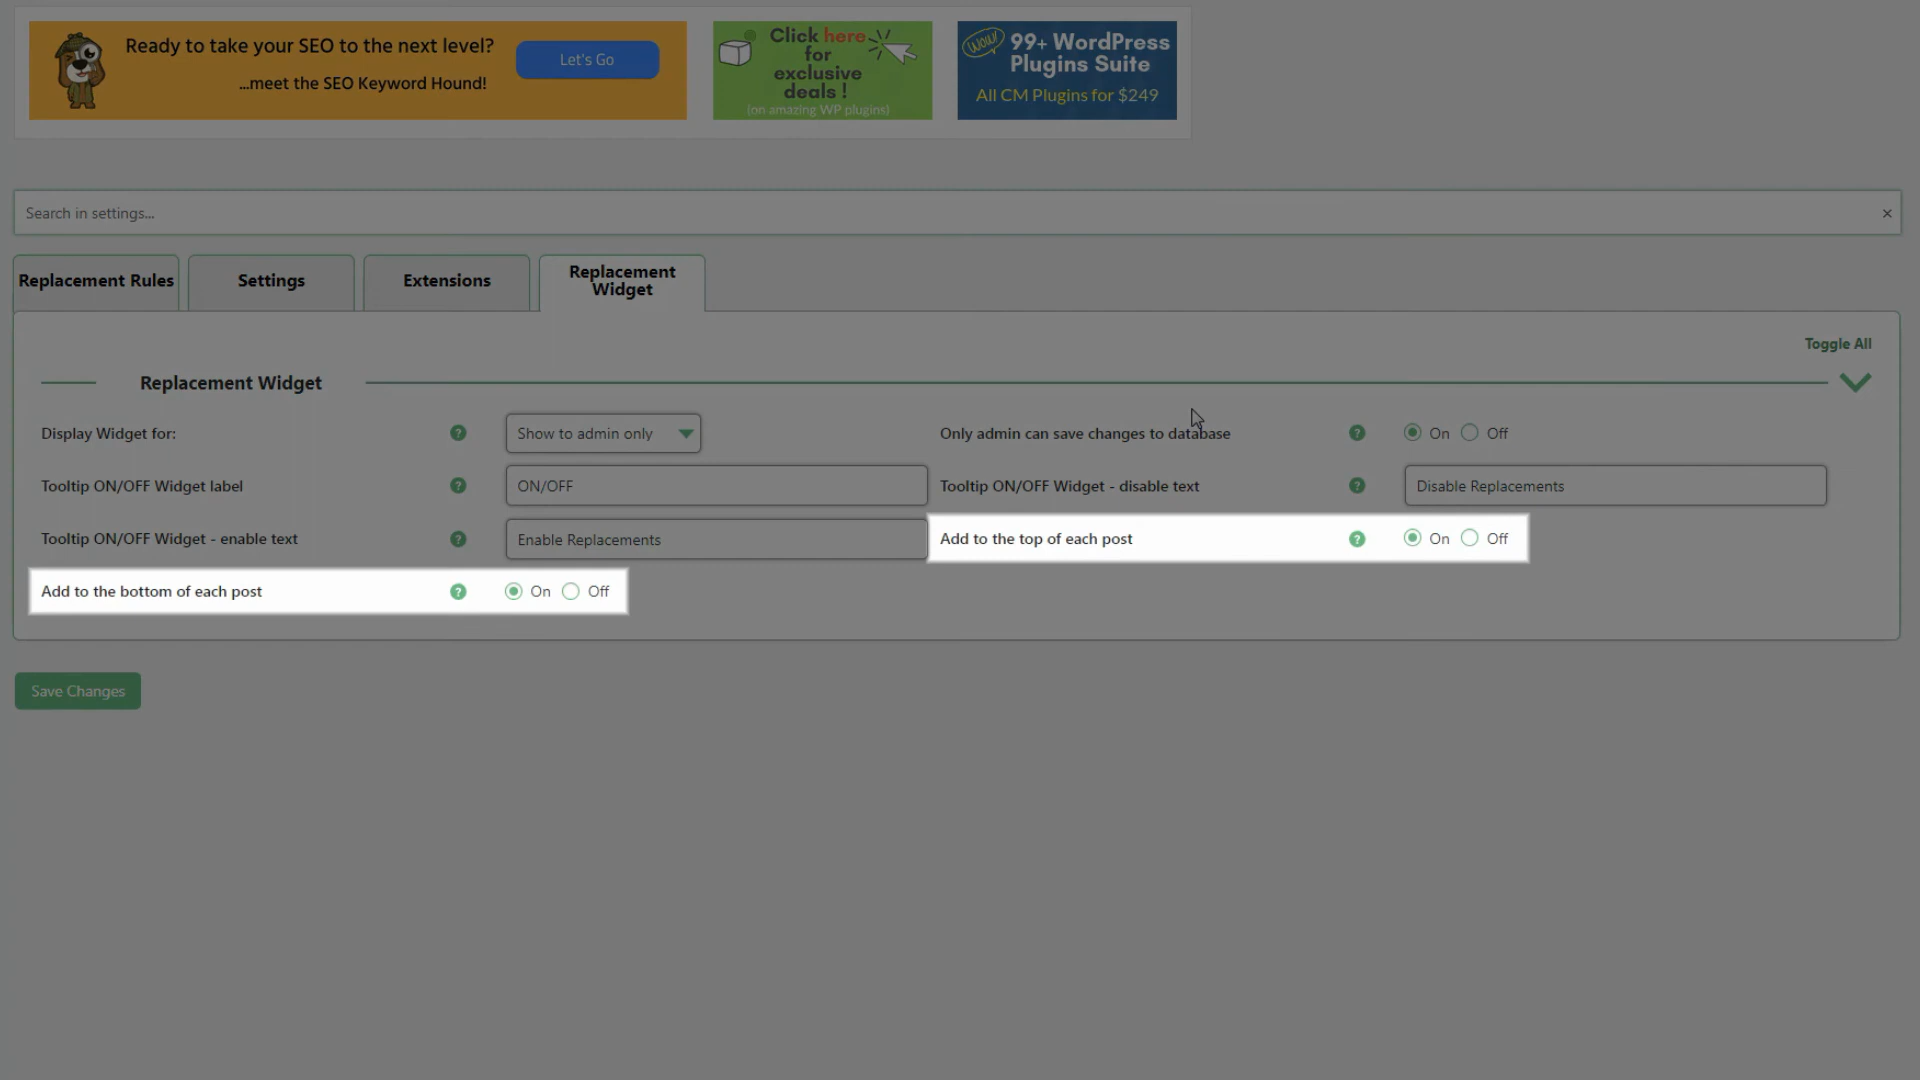 Ready to take your SEO to the next level?
...meet the SEO Keyword Hound!
Let's Go
Click here
for
exclusive
deals !
(on amazing WP plugins)
WOW!
99+ WordPress
Plugins Suite
All CM Plugins for $249
Search in settings...
×
Replacement Rules
Settings
Extensions
Replacement
Widget
Toggle All
Replacement Widget
Display Widget for:
?
Show to admin only
Only admin can save changes to database
?
On
Off
Tooltip ON/OFF Widget label
?
ON/OFF
Tooltip ON/OFF Widget - disable text
?
Disable Replacements
Tooltip ON/OFF Widget - enable text
?
Enable Replacements
Add to the top of each post
?
On
Off
Add to the bottom of each post
?
On
Off
Save Changes